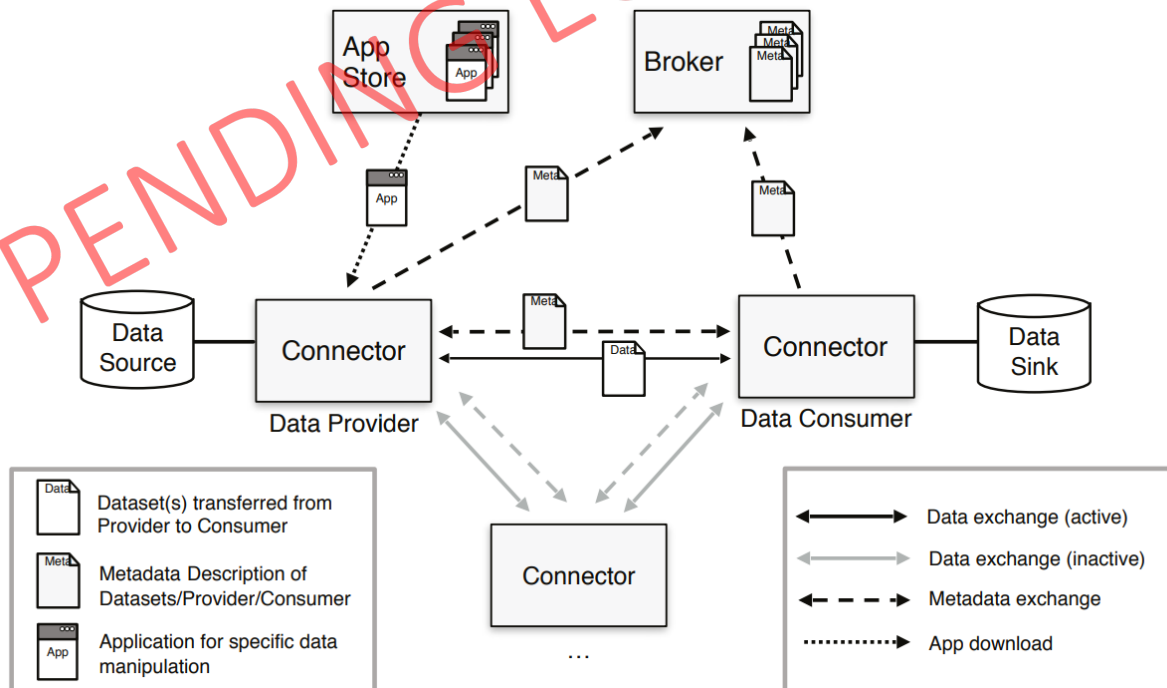 PENDING
App
Store
App
Broker
Meta
Meta
Meta
App
Meta
Meta
Data
Source
Connector
Data Provider
Meta
Data
Connector
Data Consumer
Data
Sink
Connector
...
Data
Dataset(s) transferred from
Provider to Consumer
Meta
Metadata Description of
Datasets/Provider/Consumer
App
Application for specific data
manipulation
Data exchange (active)
Data exchange (inactive)
Metadata exchange
App download